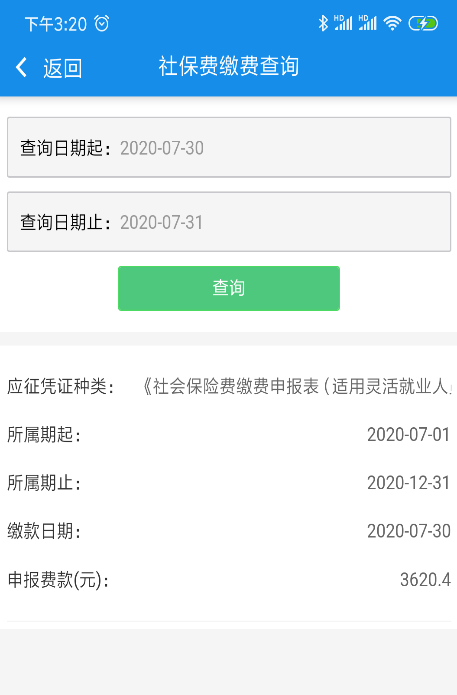 下午3:20
HD HD
返回
社保费缴费查询
查询日期起：2020-07-30
查询日期止：2020-07-31
查询
应征凭证种类： 《社会保险费缴费申报表（适用灵活就业人
所属期起： 2020-07-01
所属期止： 2020-12-31
缴款日期： 2020-07-30
申报费款(元)： 3620.4